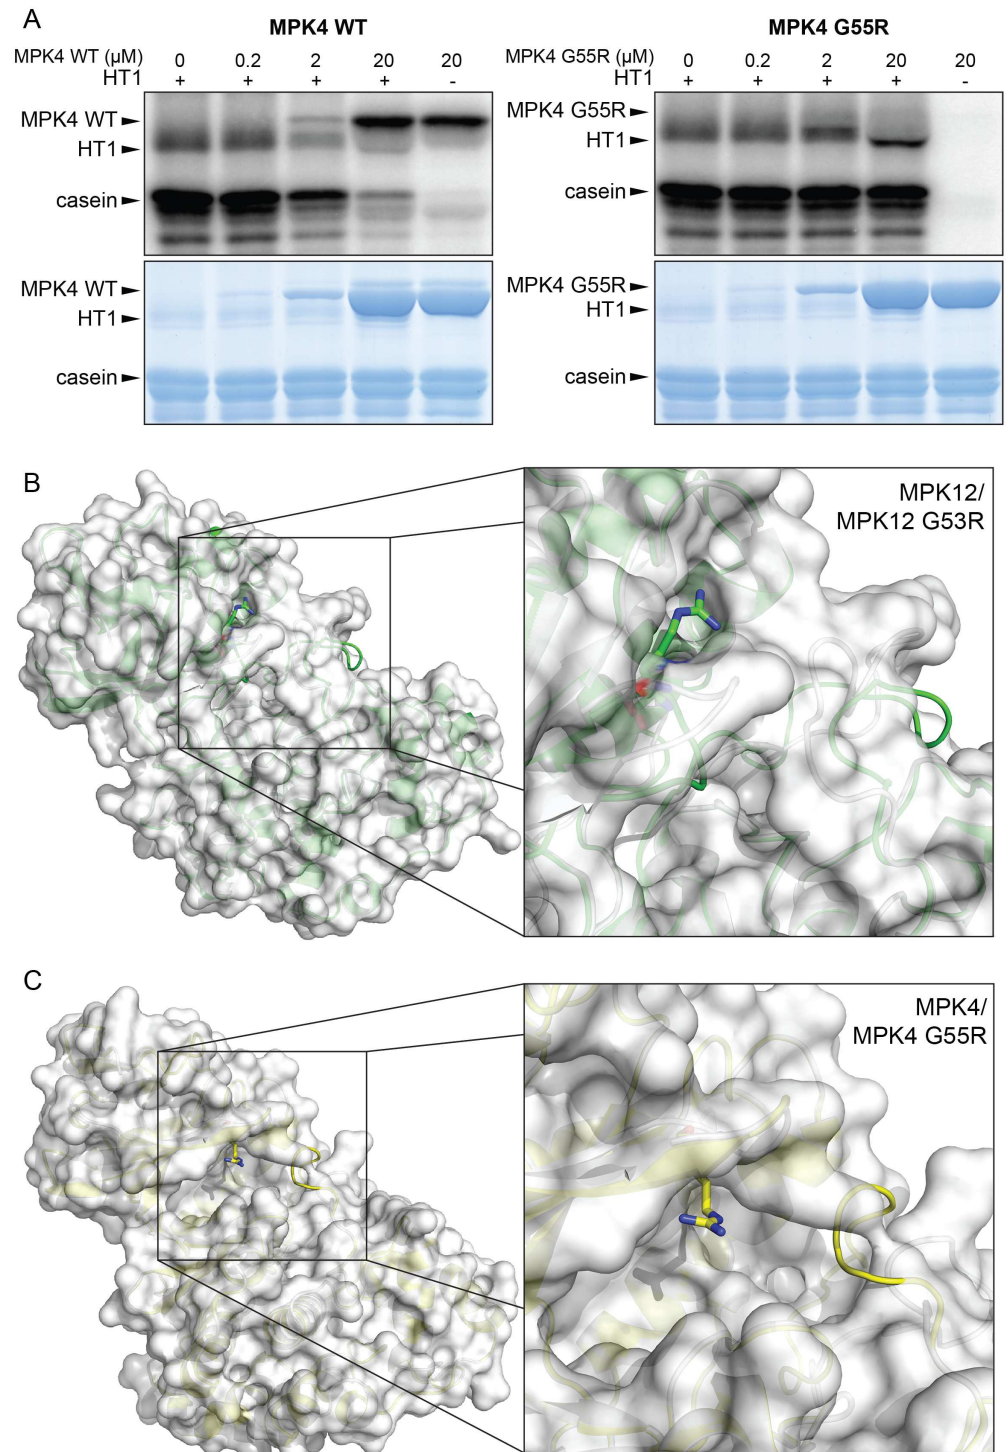 A
MPK4 WT
MPK4 WT (µM) 0 0.2 2 20 20
HT1 + + + + -
MPK4 WT
HT1
casein
MPK4 WT
HT1
casein
MPK4 G55R
MPK4 G55R (µM) 0 0.2 2 20 20
HT1 + + + + -
MPK4 G55R
HT1
casein
MPK4 G55R
HT1
casein
B
MPK12/
MPK12 G53R
C
MPK4/
MPK4 G55R